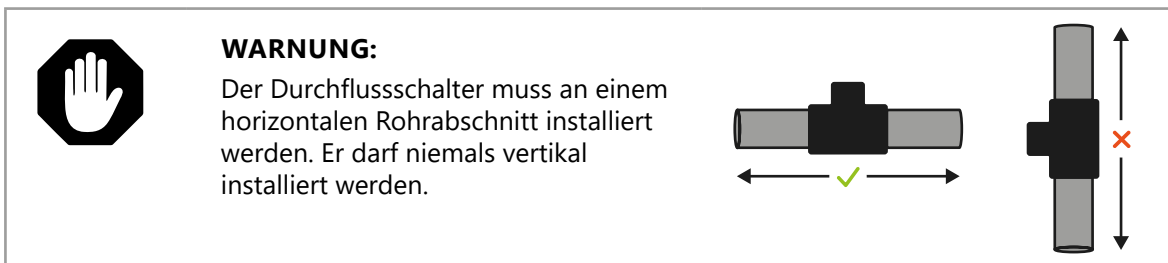 WARNUNG:
Der Durchflussschalter muss an einem
horizontalen Rohrabschnitt installiert
werden. Er darf niemals vertikal
installiert werden.